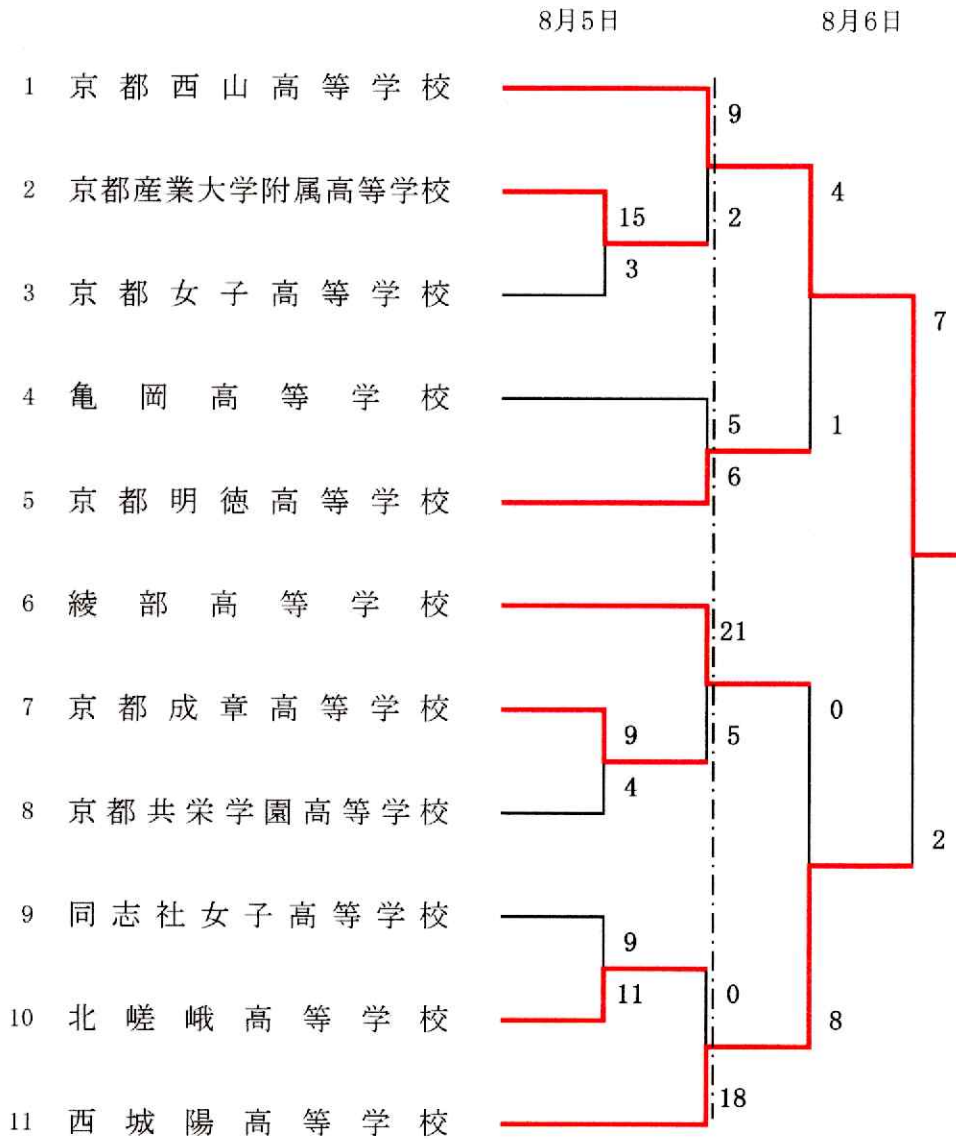 8月5日 8月6日
1 京都西山高等学校
9
2 京都産業大学附属高等学校
4
15
2
3
3 京都女子高等学校
7
4 亀岡高等学校
5
1
6
5 京都明徳高等学校
6 綾部高等学校
21
7 京都成章高等学校
0
9
5
4
8 京都共栄学園高等学校
2
9 同志社女子高等学校
9
11
0
10 北嵯峨高等学校
8
18
11 西城陽高等学校